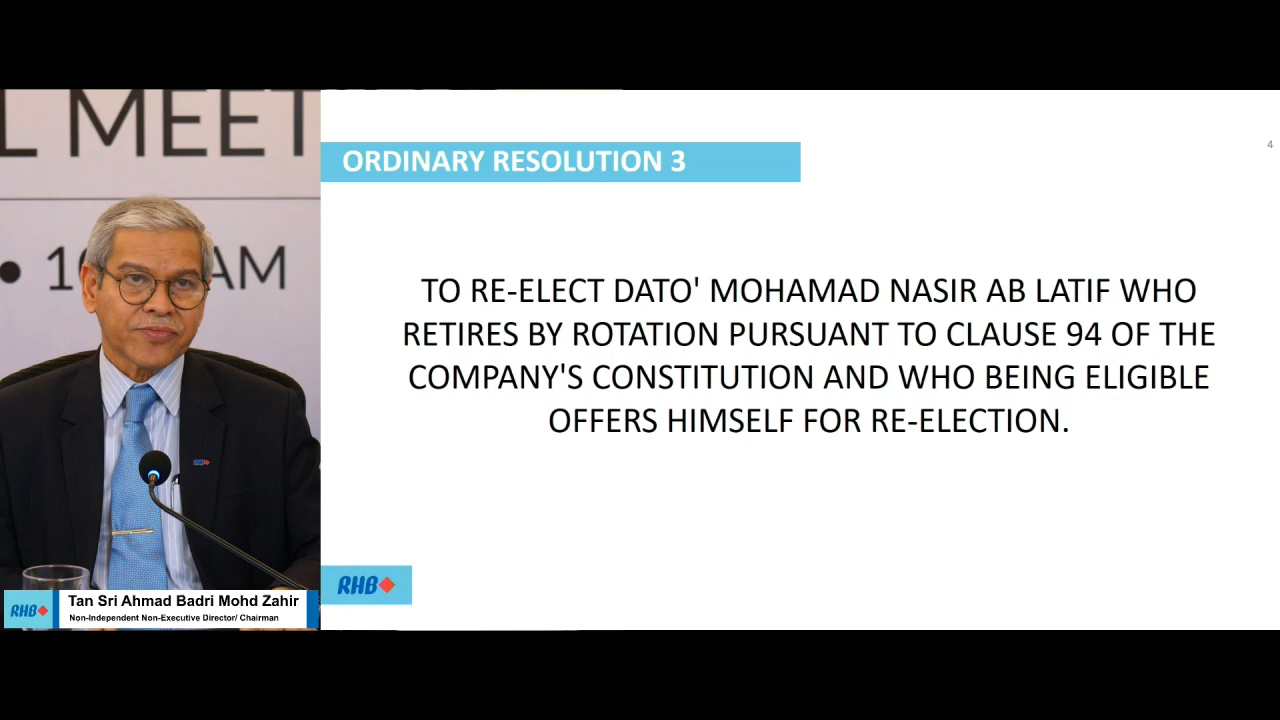 L MEET
• 10 AM
ORDINARY RESOLUTION 3
4
TO RE-ELECT DATO' MOHAMAD NASIR AB LATIF WHO
RETIRES BY ROTATION PURSUANT TO CLAUSE 94 OF THE
COMPANY'S CONSTITUTION AND WHO BEING ELIGIBLE
OFFERS HIMSELF FOR RE-ELECTION.
RHB
RHB
Tan Sri Ahmad Badri Mohd Zahir
Non-Independent Non-Executive Director/ Chairman